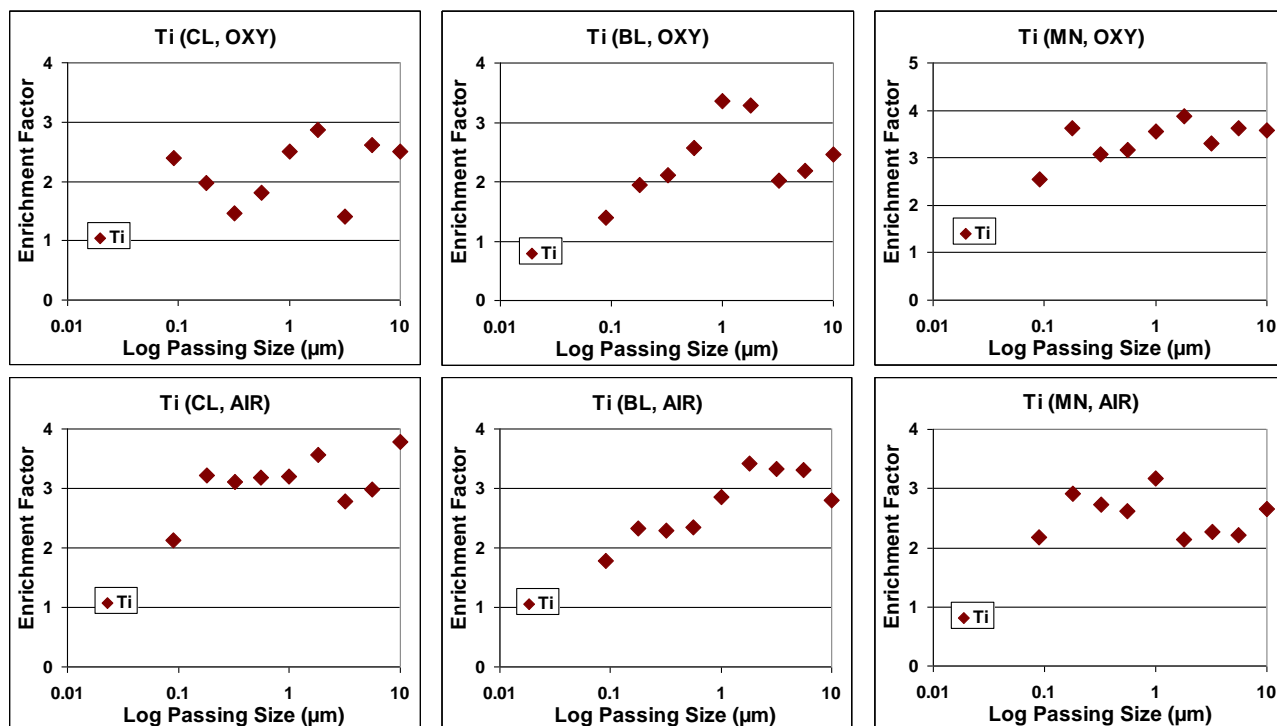 Ti (CL, OXY)
Enrichment Factor
4
3
2
1
0
Ti
0.01 0.1 1 10
Log Passing Size (µm)
Ti (BL, OXY)
Enrichment Factor
4
3
2
1
0
Ti
0.01 0.1 1 10
Log Passing Size (µm)
Ti (MN, OXY)
Enrichment Factor
5
4
3
2
1
0
Ti
0.01 0.1 1 10
Log Passing Size (µm)
Ti (CL, AIR)
Enrichment Factor
4
3
2
1
0
Ti
0.01 0.1 1 10
Log Passing Size (µm)
Ti (BL, AIR)
Enrichment Factor
4
3
2
1
0
Ti
0.01 0.1 1 10
Log Passing Size (µm)
Ti (MN, AIR)
Enrichment Factor
4
3
2
1
0
Ti
0.01 0.1 1 10
Log Passing Size (µm)